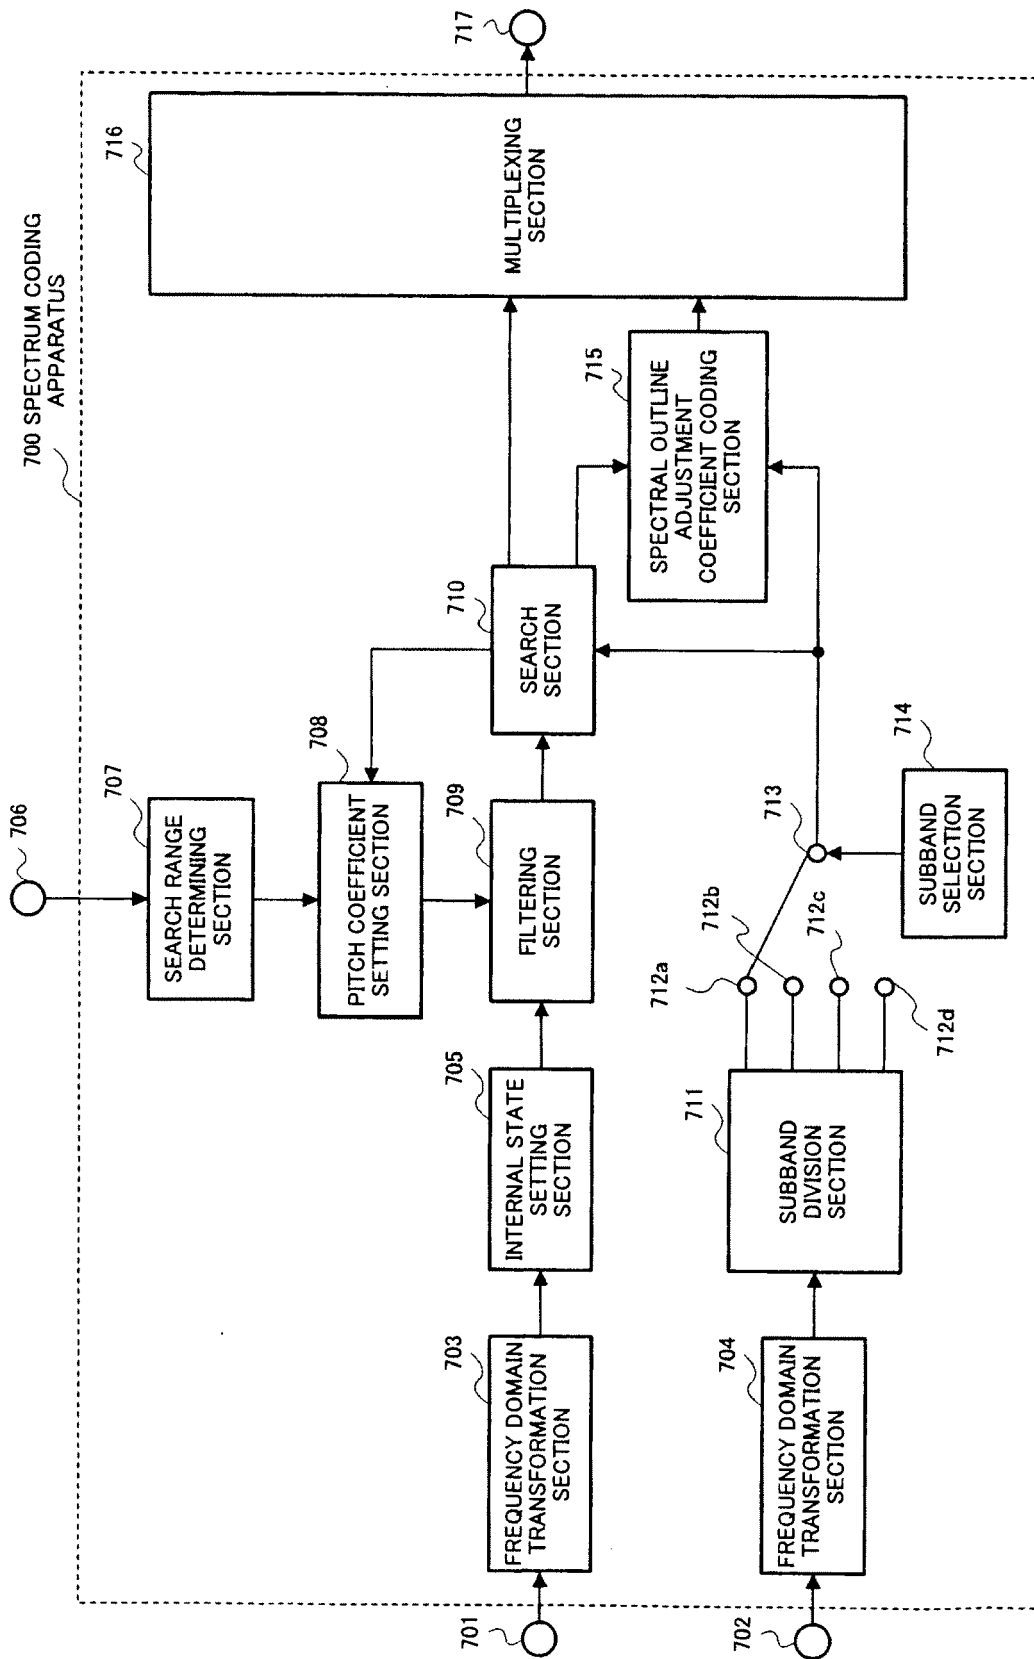 700 SPECTRUM CODING
APPARATUS
701
703
FREQUENCY DOMAIN
TRANSFORMATION
SECTION
705
INTERNAL STATE
SETTING
SECTION
706
707
SEARCH RANGE
DETERMINING
SECTION
708
PITCH COEFFICIENT
SETTING SECTION
709
FILTERING
SECTION
710
SEARCH
SECTION
702
704
FREQUENCY DOMAIN
TRANSFORMATION
SECTION
711
SUBBAND
DIVISION
SECTION
712a
712b
712c
712d
713
714
SUBBAND
SELECTION
SECTION
715
SPECTRAL OUTLINE
ADJUSTMENT
COEFFICIENT CODING
SECTION
716
MULTIPLEXING
SECTION
717